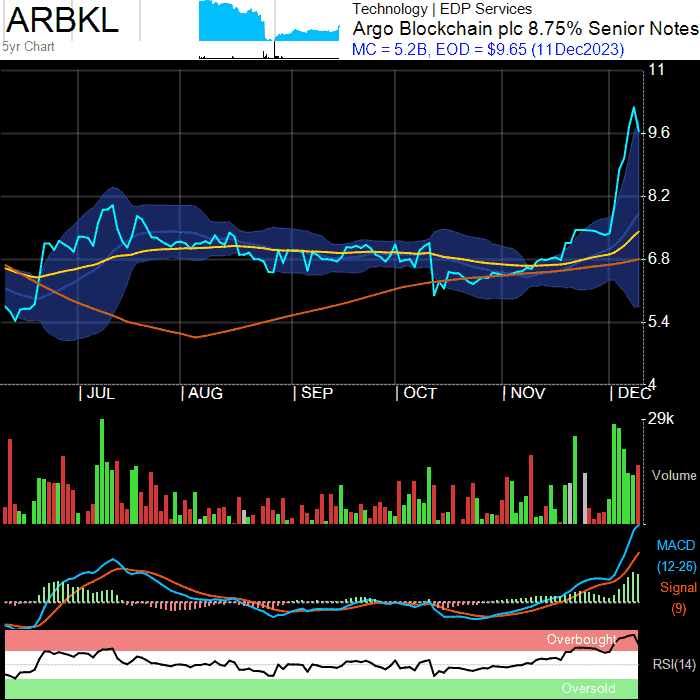 ARBKL
5yr Chart
Technology | EDP Services
Argo Blockchain plc 8.75% Senior Notes
MC = 5.2B, EOD = $9.65 (11Dec2023)
11
9.6
8.2
6.8
5.4
4
| JUL | AUG | SEP | OCT | NOV | DEC
29k
Volume
MACD
(12-26)
Signal
(9)
Overbought
RSI(14)
Oversold